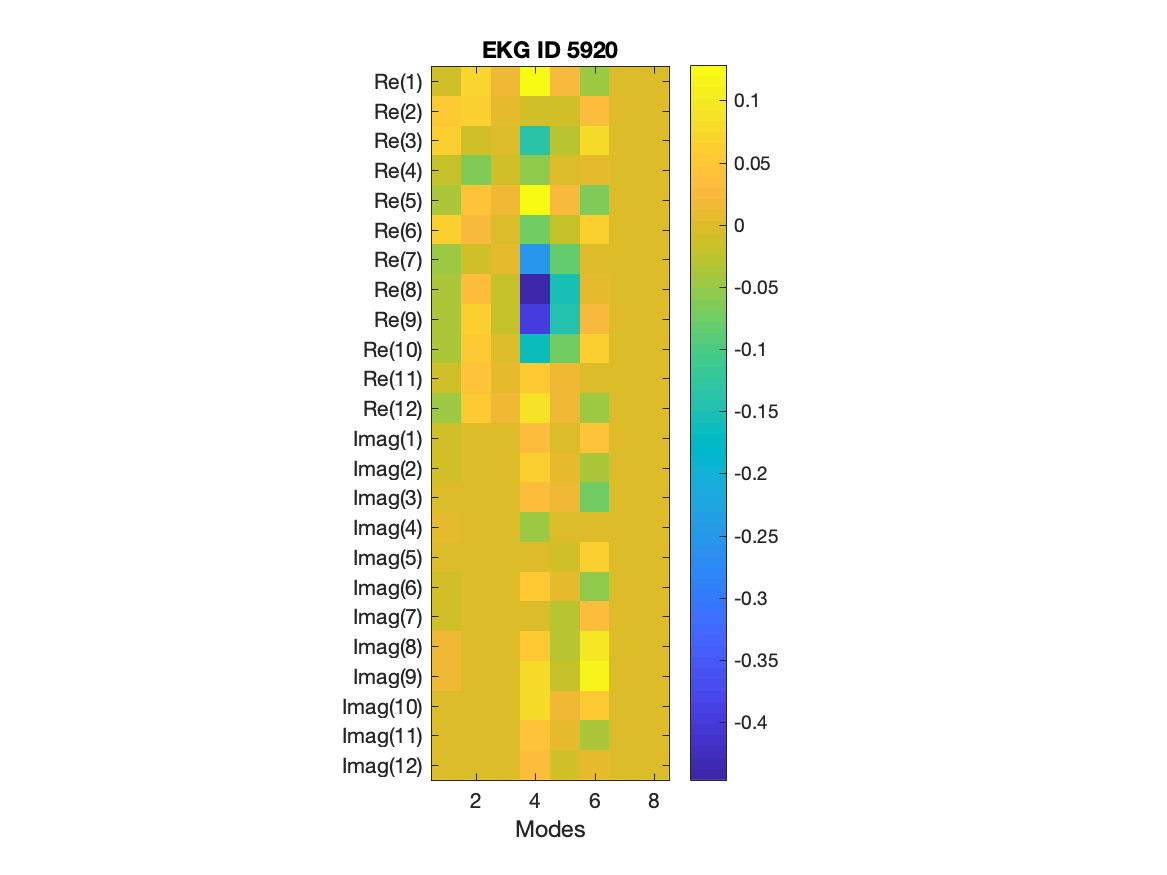 EKG ID 5920
Re(1)
Re(2)
Re(3)
Re(4)
Re(5)
Re(6)
Re(7)
Re(8)
Re(9)
Re(10)
Re(11)
Re(12)
Imag(1)
Imag(2)
Imag(3)
Imag(4)
Imag(5)
Imag(6)
Imag(7)
Imag(8)
Imag(9)
Imag(10)
Imag(11)
Imag(12)
2 4 6 8
Modes
0.1
0.05
0
-0.05
-0.1
-0.15
-0.2
-0.25
-0.3
-0.35
-0.4